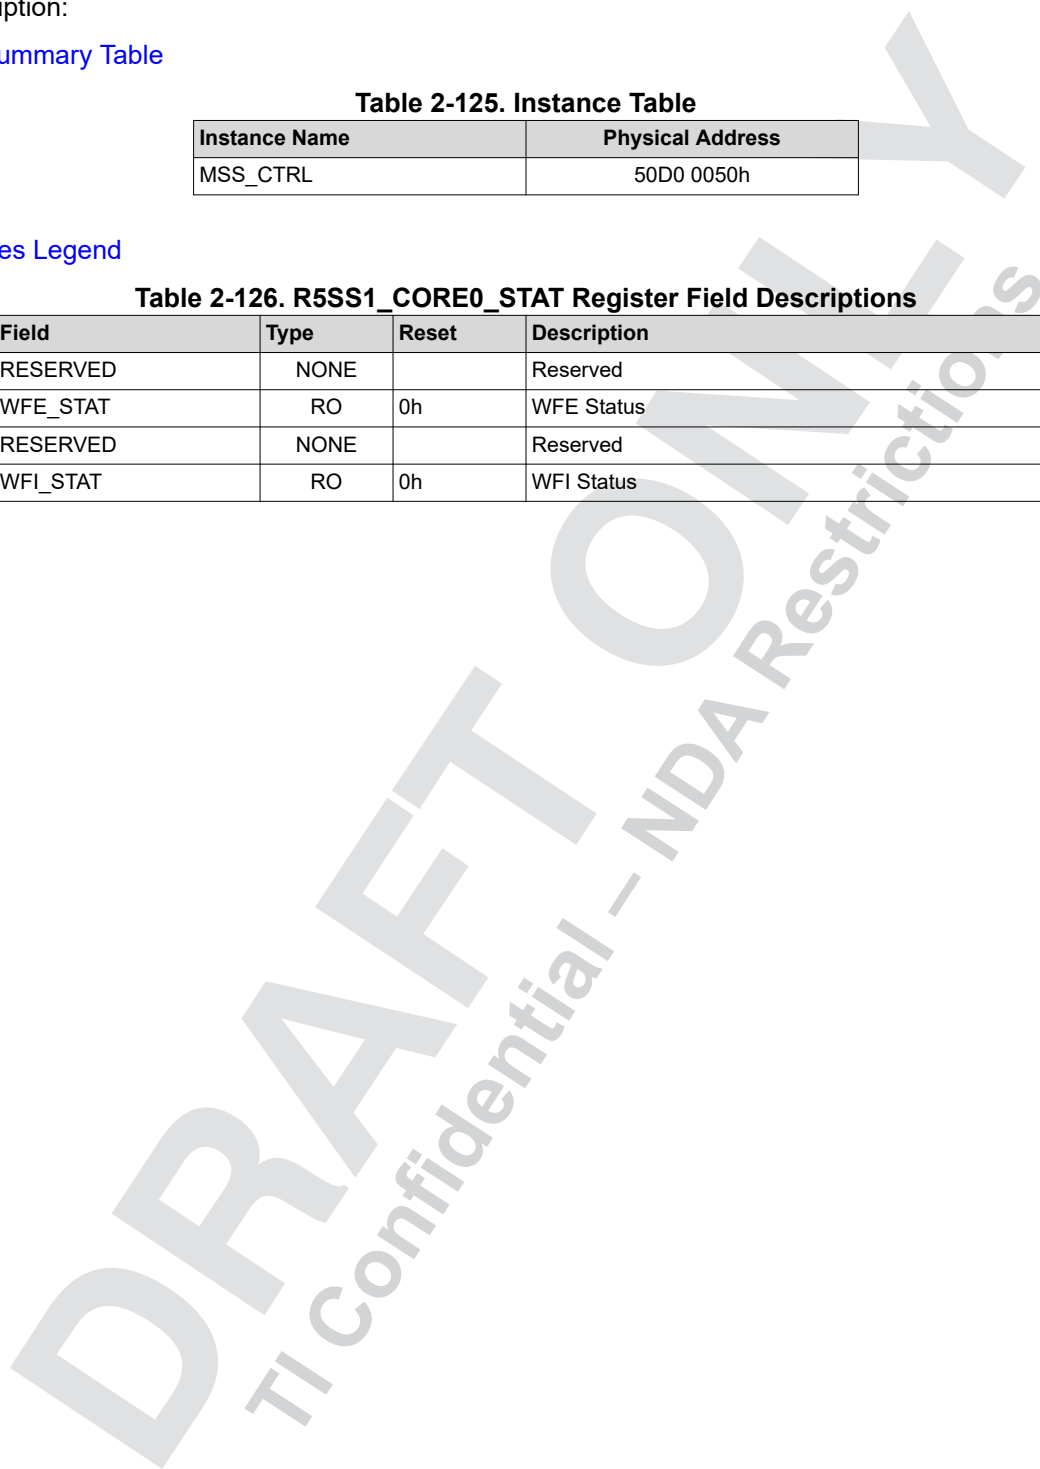 iption:
ummary Table
Table 2-125. Instance Table
Instance Name Physical Address
MSS_CTRL 50D0 0050h
es Legend
Table 2-126. R5SS1_CORE0_STAT Register Field Descriptions
Field Type Reset Description
RESERVED NONE Reserved
WFE_STAT RO 0h WFE Status
RESERVED NONE Reserved
WFI_STAT RO 0h WFI Status
DRAFT ONLY
TI Confidential – NDA Restrictions